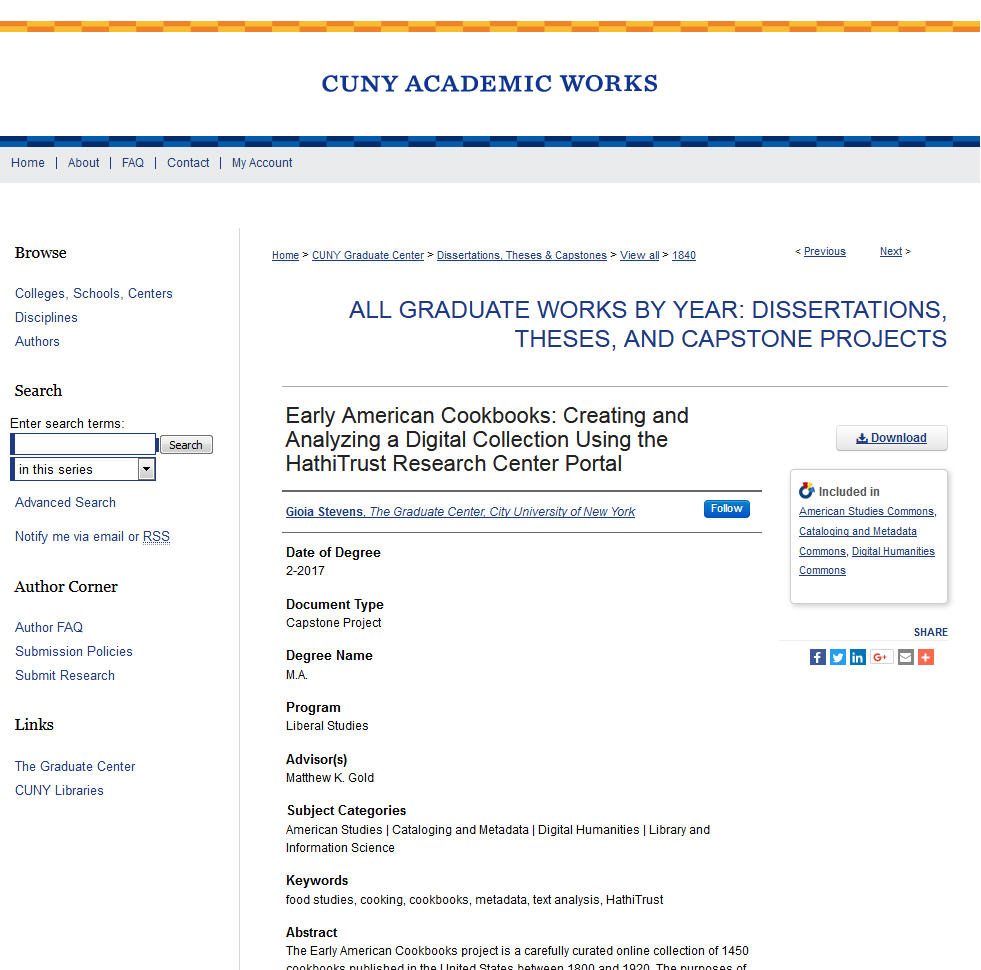 CUNY ACADEMIC WORKS
Home | About | FAQ | Contact | My Account
Browse
Colleges, Schools, Centers
Disciplines
Authors
Search
Enter search terms:
Search
in this series
Advanced Search
Notify me via email or RSS
Author Corner
Author FAQ
Submission Policies
Submit Research
Links
The Graduate Center
CUNY Libraries
Home > CUNY Graduate Center > Dissertations, Theses & Capstones > View all > 1840
< Previous Next >
ALL GRADUATE WORKS BY YEAR: DISSERTATIONS,
THESES, AND CAPSTONE PROJECTS
Early American Cookbooks: Creating and
Analyzing a Digital Collection Using the
HathiTrust Research Center Portal
Gioia Stevens, The Graduate Center, City University of New York
Follow
Date of Degree
2-2017
Document Type
Capstone Project
Degree Name
M.A.
Program
Liberal Studies
Advisor(s)
Matthew K. Gold
Subject Categories
American Studies | Cataloging and Metadata | Digital Humanities | Library and
Information Science
Keywords
food studies, cooking, cookbooks, metadata, text analysis, HathiTrust
Abstract
The Early American Cookbooks project is a carefully curated online collection of 1450
cookbooks published in the United States between 1800 and 1920. The purposes of
Download
Included in
American Studies Commons,
Cataloging and Metadata
Commons, Digital Humanities
Commons
SHARE
f
in
G+